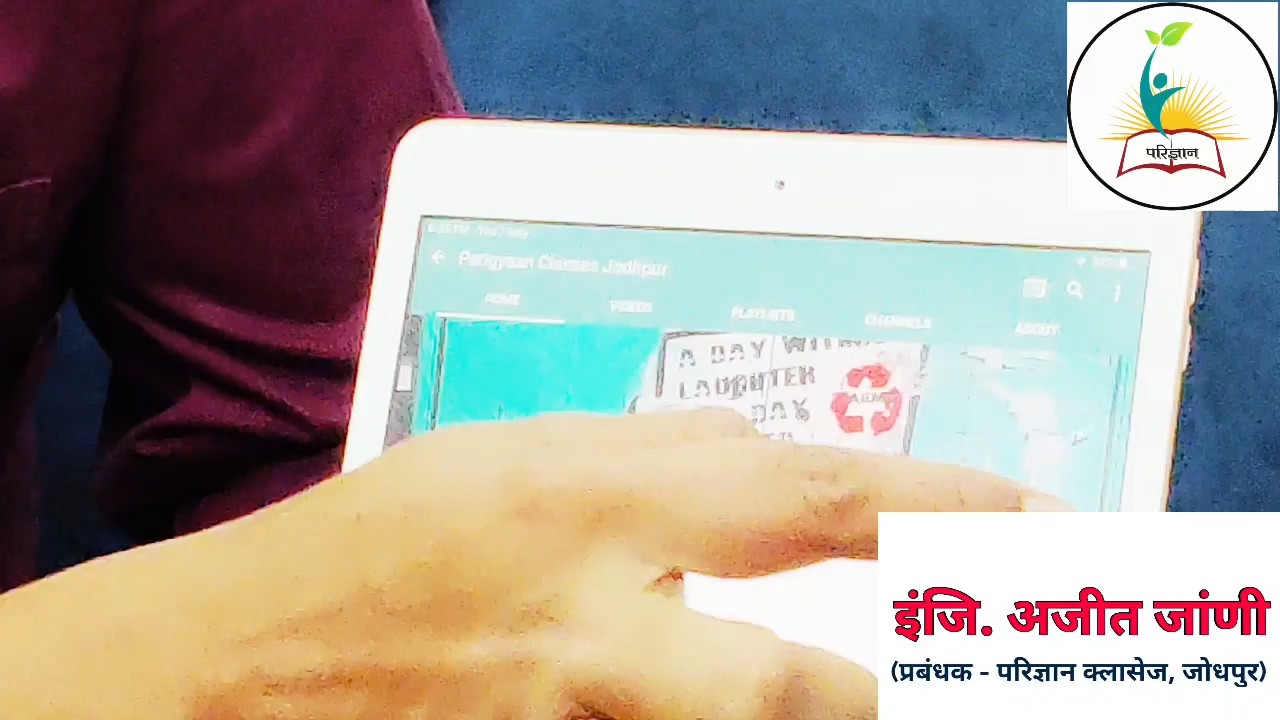 परिज्ञान
Parigyaan Classes Jodhpur
HOME VIDEOS PLAYLISTS CHANNELS ABOUT
A DAY
LAUGHTER
DAY
इंजि. अजीत जांणी
(प्रबंधक - परिज्ञान क्लासेज, जोधपुर)